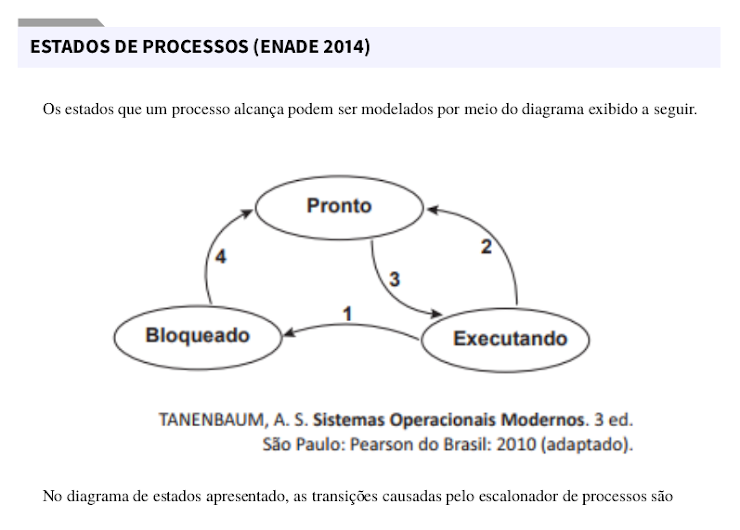 ESTADOS DE PROCESSOS (ENADE 2014)
Os estados que um processo alcança podem ser modelados por meio do diagrama exibido a seguir.
Pronto
4
2
3
1
Bloqueado
Executando
TANENBAUM, A. S. Sistemas Operacionais Modernos. 3 ed.
São Paulo: Pearson do Brasil: 2010 (adaptado).
No diagrama de estados apresentado, as transições causadas pelo escalonador de processos são